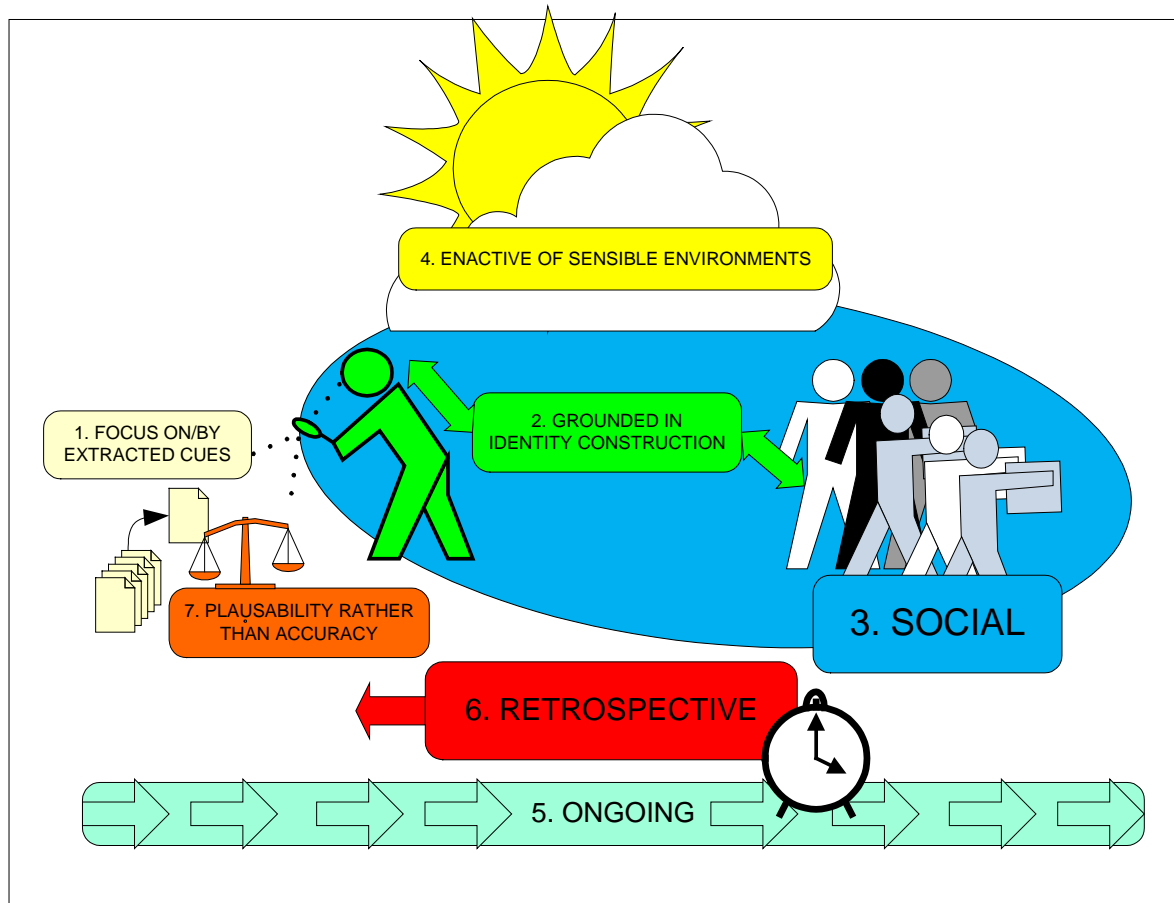 4. ENACTIVE OF SENSIBLE ENVIRONMENTS
1. FOCUS ON/BY
EXTRACTED CUES
2. GROUNDED IN
IDENTITY CONSTRUCTION
7. PLAUSABILITY RATHER
THAN ACCURACY
3. SOCIAL
6. RETROSPECTIVE
5. ONGOING